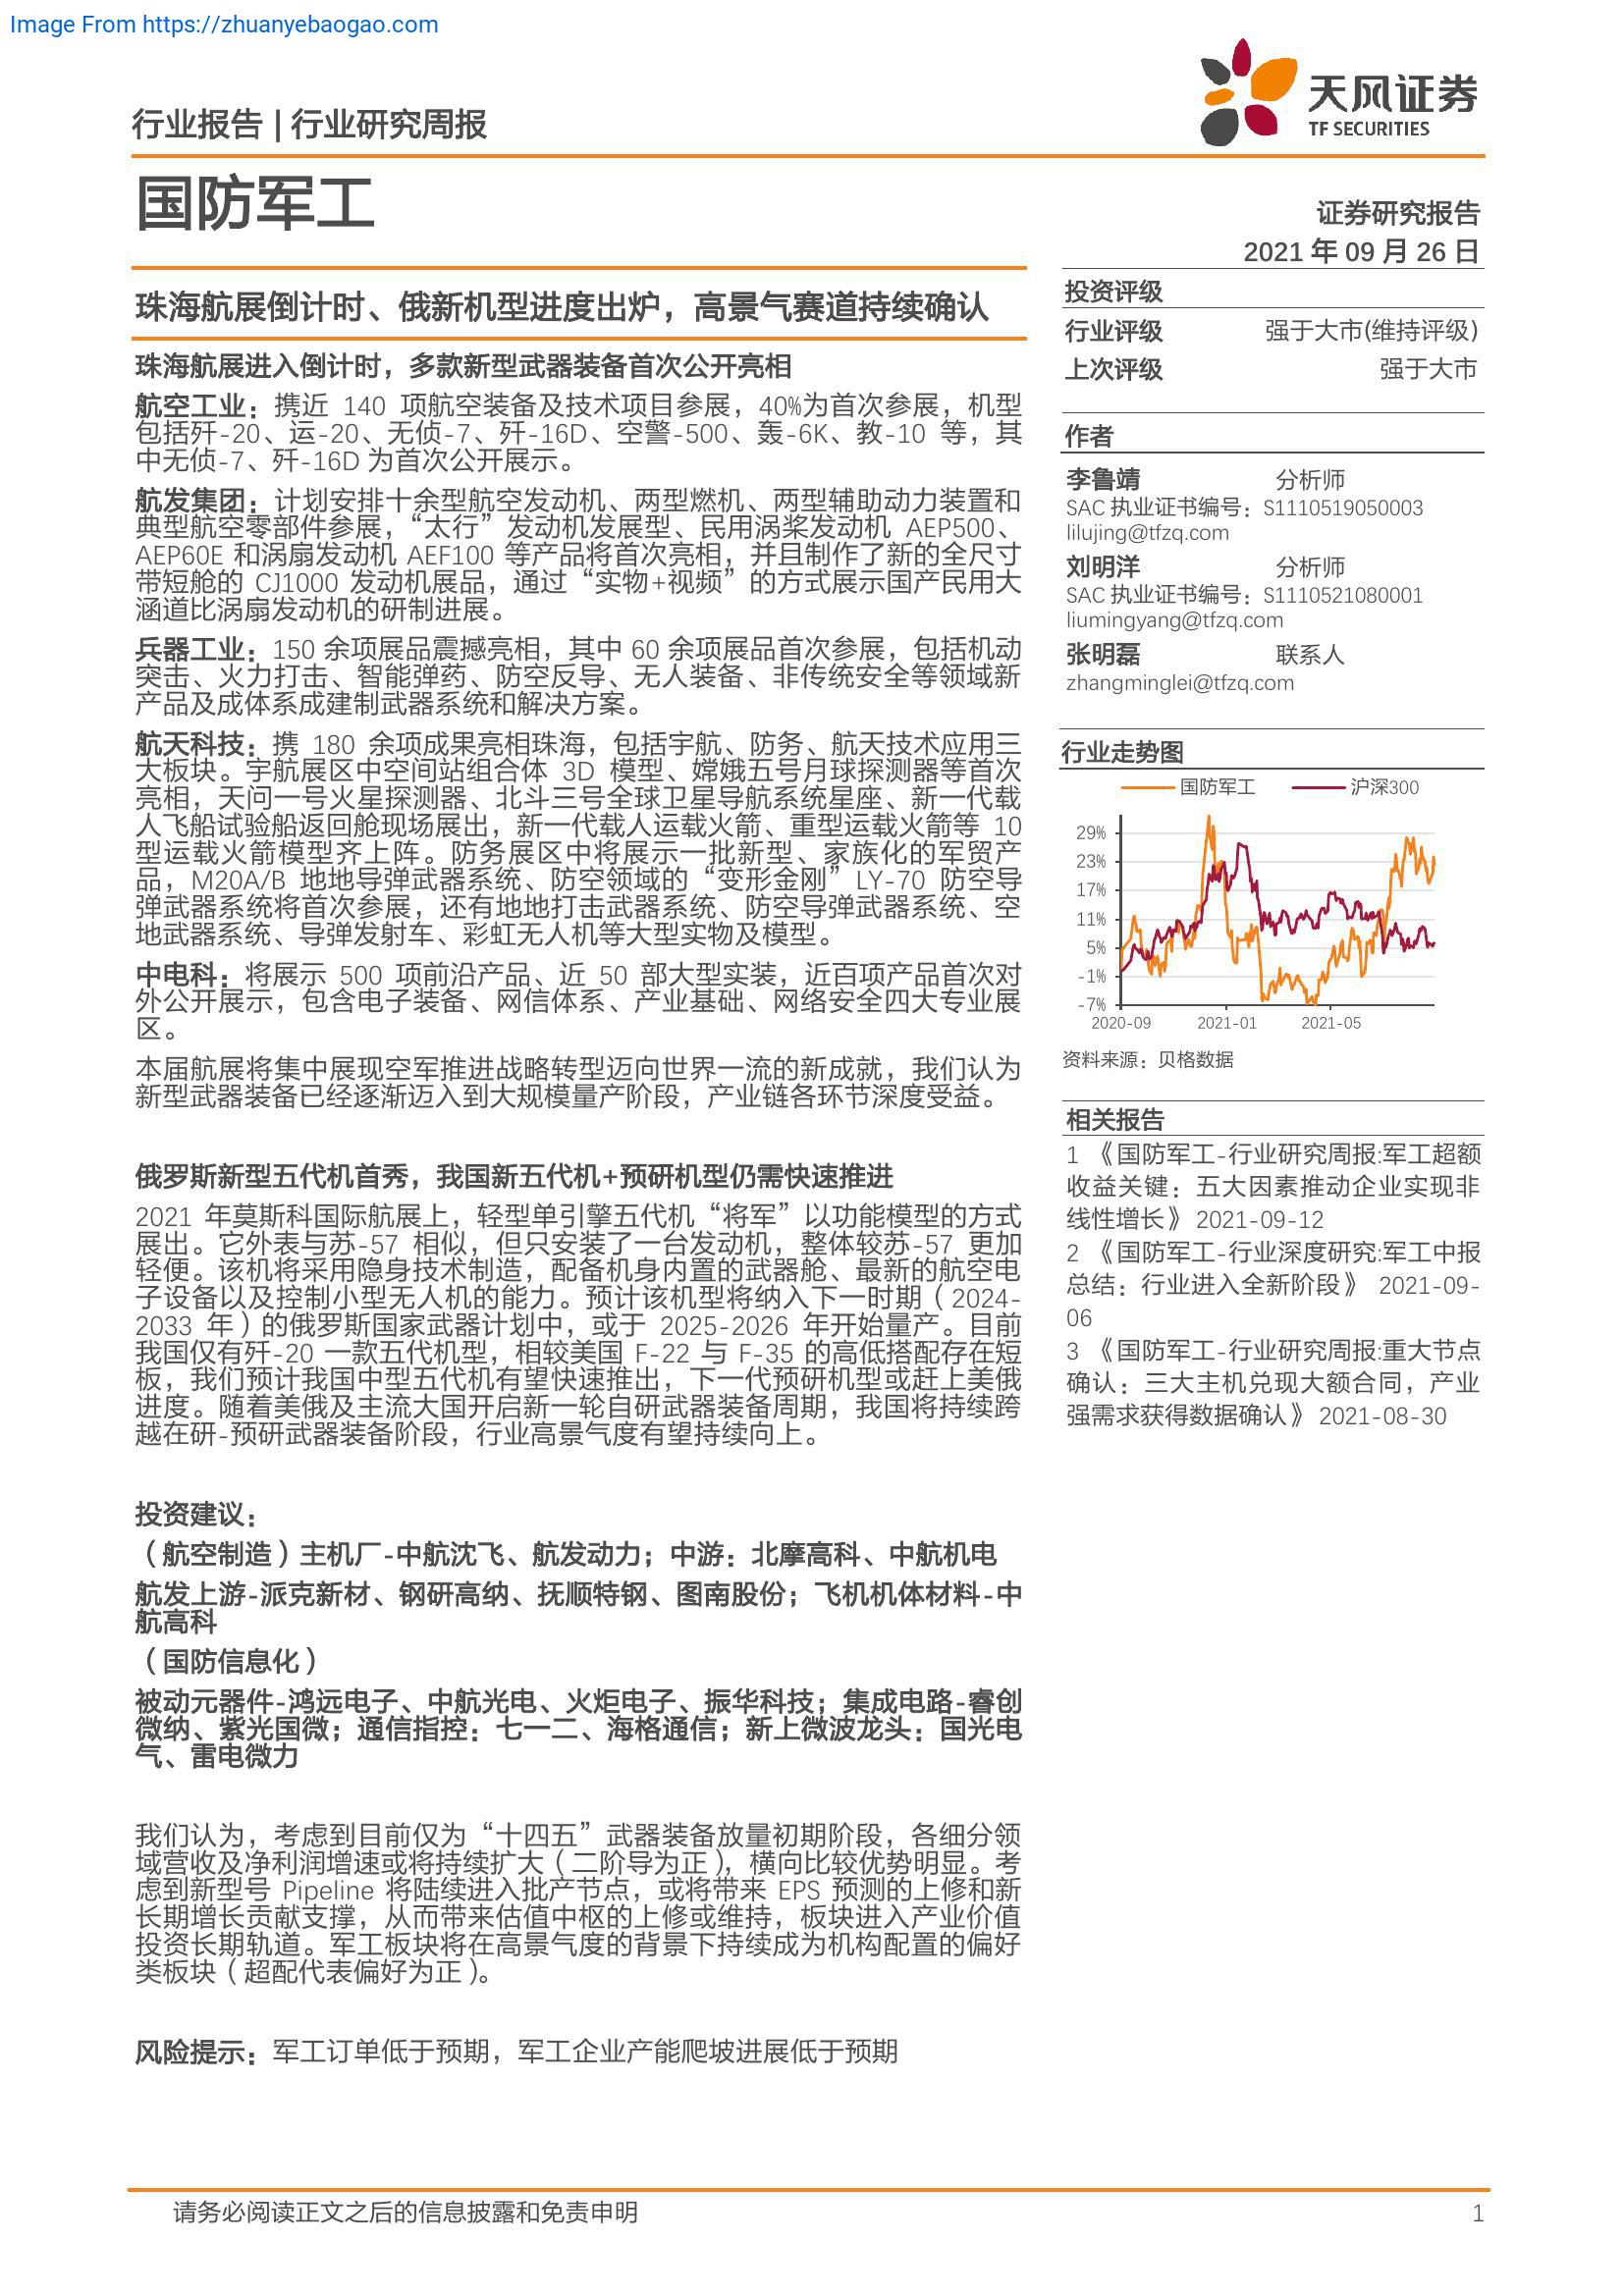 Image From https://zhuanyebaogao.com
行业报告 | 行业研究周报
天风证券
TF SECURITIES
国防军工
证券研究报告
2021 年 09 月 26 日
珠海航展倒计时、俄新机型进度出炉，高景气赛道持续确认
珠海航展进入倒计时，多款新型武器装备首次公开亮相
航空工业：携近 140 项航空装备及技术项目参展，40%为首次参展，机型
包括歼-20、运-20、无侦-7、歼-16D、空警-500、轰-6K、教-10 等，其
中无侦-7、歼-16D 为首次公开展示。
航发集团：计划安排十余型航空发动机、两型燃机、两型辅助动力装置和
典型航空零部件参展，“太行”发动机发展型、民用涡桨发动机 AEP500、
AEP60E 和涡扇发动机 AEF100 等产品将首次亮相，并且制作了新的全尺寸
带短舱的 CJ1000 发动机展品，通过“实物+视频”的方式展示国产民用大
涵道比涡扇发动机的研制进展。
兵器工业：150 余项展品震撼亮相，其中 60 余项展品首次参展，包括机动
突击、火力打击、智能弹药、防空反导、无人装备、非传统安全等领域新
产品及成体系成建制武器系统和解决方案。
航天科技：携 180 余项成果亮相珠海，包括宇航、防务、航天技术应用三
大板块。宇航展区中空间站组合体 3D 模型、嫦娥五号月球探测器等首次
亮相，天问一号火星探测器、北斗三号全球卫星导航系统星座、新一代载
人飞船试验船返回舱现场展出，新一代载人运载火箭、重型运载火箭等 10
型运载火箭模型齐上阵。防务展区中将展示一批新型、家族化的军贸产
品，M20A/B 地地导弹武器系统、防空领域的“变形金刚”LY-70 防空导
弹武器系统将首次参展，还有地地打击武器系统、防空导弹武器系统、空
地武器系统、导弹发射车、彩虹无人机等大型实物及模型。
中电科：将展示 500 项前沿产品、近 50 部大型实装，近百项产品首次对
外公开展示，包含电子装备、网信体系、产业基础、网络安全四大专业展
区。
本届航展将集中展现空军推进战略转型迈向世界一流的新成就，我们认为
新型武器装备已经逐渐迈入到大规模量产阶段，产业链各环节深度受益。
俄罗斯新型五代机首秀，我国新五代机+预研机型仍需快速推进
2021 年莫斯科国际航展上，轻型单引擎五代机“将军”以功能模型的方式
展出。它外表与苏-57 相似，但只安装了一台发动机，整体较苏-57 更加
轻便。该机将采用隐身技术制造，配备机身内置的武器舱、最新的航空电
子设备以及控制小型无人机的能力。预计该机型将纳入下一时期（2024-
2033 年）的俄罗斯国家武器计划中，或于 2025-2026 年开始量产。目前
我国仅有歼-20 一款五代机型，相较美国 F-22 与 F-35 的高低搭配存在短
板，我们预计我国中型五代机有望快速推出，下一代预研机型或赶上美俄
进度。随着美俄及主流大国开启新一轮自研武器装备周期，我国将持续跨
越在研-预研武器装备阶段，行业高景气度有望持续向上。
投资建议：
（航空制造）主机厂-中航沈飞、航发动力；中游：北摩高科、中航机电
航发上游-派克新材、钢研高纳、抚顺特钢、图南股份；飞机机体材料-中
航高科
（国防信息化）
被动元器件-鸿远电子、中航光电、火炬电子、振华科技；集成电路-睿创
微纳、紫光国微；通信指控：七一二、海格通信；新上微波龙头：国光电
气、雷电微力
我们认为，考虑到目前仅为“十四五”武器装备放量初期阶段，各细分领
域营收及净利润增速或将持续扩大（二阶导为正），横向比较优势明显。考
虑到新型号 Pipeline 将陆续进入批产节点，或将带来 EPS 预测的上修和新
长期增长贡献支撑，从而带来估值中枢的上修或维持，板块进入产业价值
投资长期轨道。军工板块将在高景气度的背景下持续成为机构配置的偏好
类板块（超配代表偏好为正）。
风险提示：军工订单低于预期，军工企业产能爬坡进展低于预期
投资评级
行业评级 强于大市(维持评级)
上次评级 强于大市
作者
李鲁靖 分析师
SAC 执业证书编号：S1110519050003
lilujing@tfzq.com
刘明洋 分析师
SAC 执业证书编号：S1110521080001
liumingyang@tfzq.com
张明磊 联系人
zhangminglei@tfzq.com
行业走势图
国防军工 沪深300
29%
23%
17%
11%
5%
-1%
-7%
2020-09 2021-01 2021-05
资料来源：贝格数据
相关报告
1 《国防军工-行业研究周报:军工超额
收益关键：五大因素推动企业实现非
线性增长》 2021-09-12
2 《国防军工-行业深度研究:军工中报
总结：行业进入全新阶段》 2021-09-
06
3 《国防军工-行业研究周报:重大节点
确认：三大主机兑现大额合同，产业
强需求获得数据确认》 2021-08-30
请务必阅读正文之后的信息披露和免责申明 1